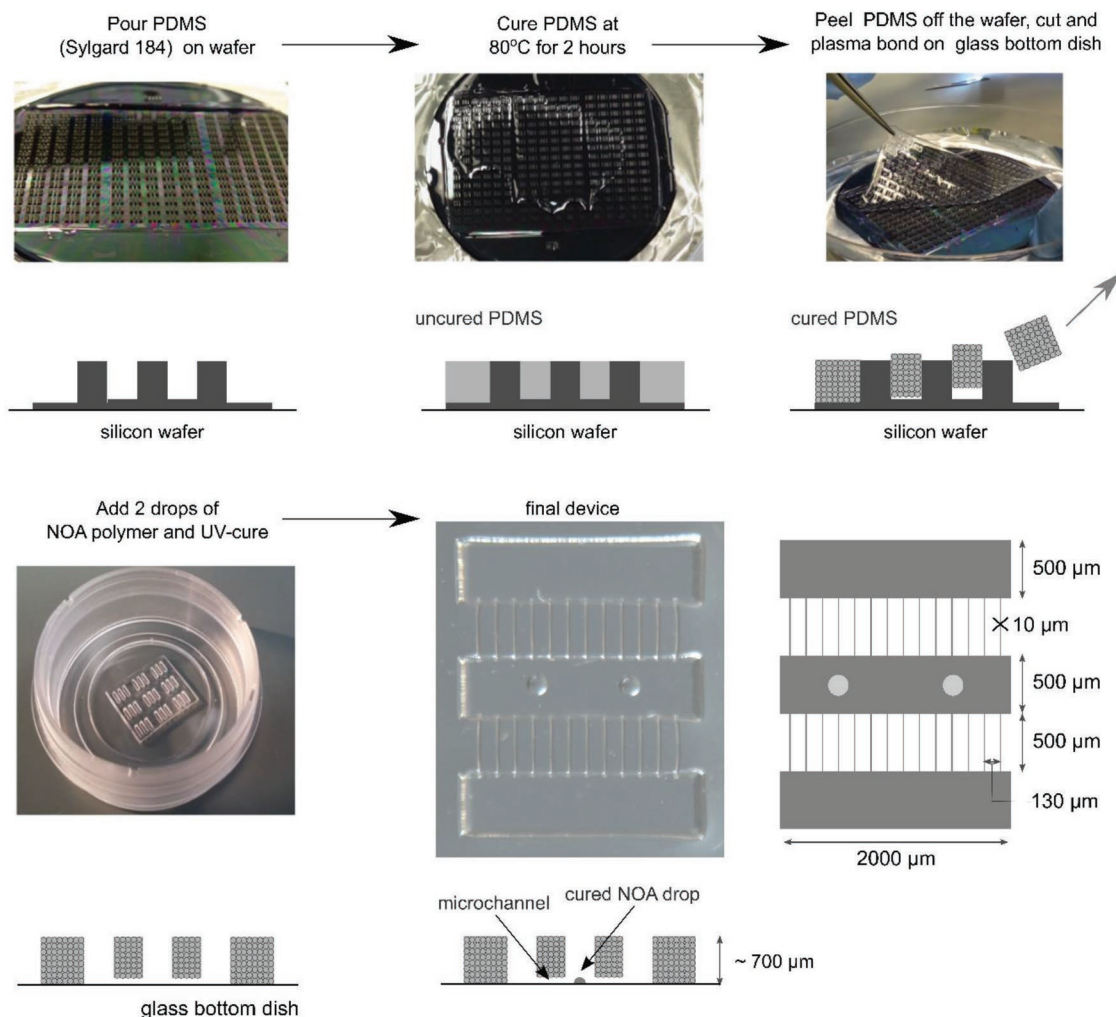 Pour PDMS
(Sylgard 184) on wafer
Cure PDMS at
80°C for 2 hours
Peel PDMS off the wafer, cut and
plasma bond on glass bottom dish
uncured PDMS
cured PDMS
silicon wafer
silicon wafer
silicon wafer
Add 2 drops of
NOA polymer and UV-cure
final device
500 µm
10 µm
500 µm
500 µm
130 µm
2000 µm
microchannel
cured NOA drop
~ 700 µm
glass bottom dish